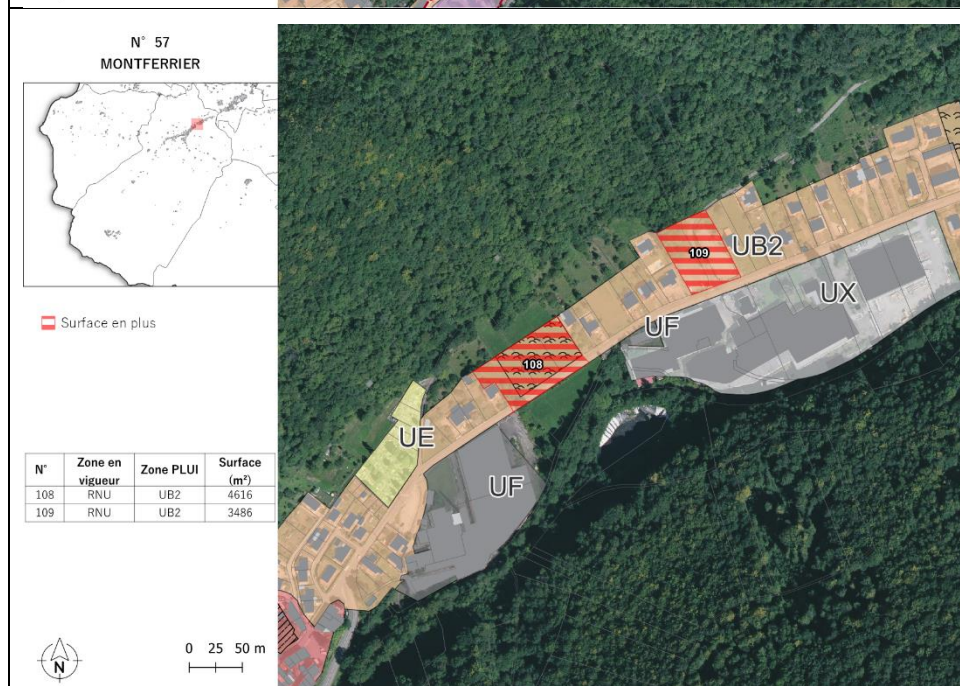 N° 57
MONTFERRIER
Surface en plus
N° Zone en vigueur Zone PLUI Surface (m²)
108 RNU UB2 4616
109 RNU UB2 3486
N
0 25 50 m
109
UB2
UX
UF
108
UE
UF